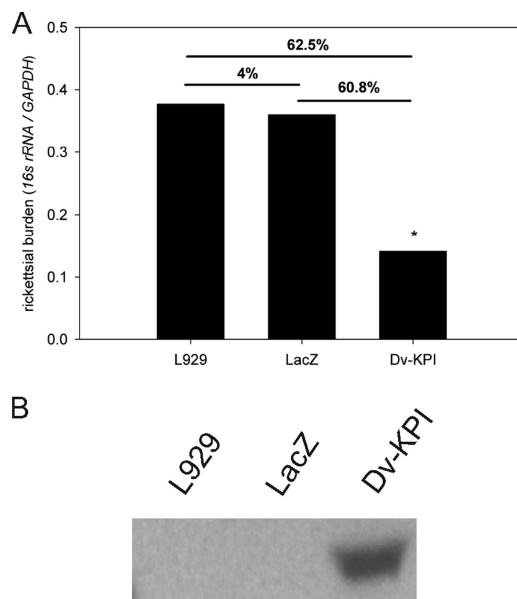 A
0.5
62.5%
4%
60.8%
0.4
0.3
0.2
0.1
0.0
rickettsial burden (16s rRNA / GAPDH)
*
L929
LacZ
Dv-KPI
B
L929
LacZ
Dv-KPI